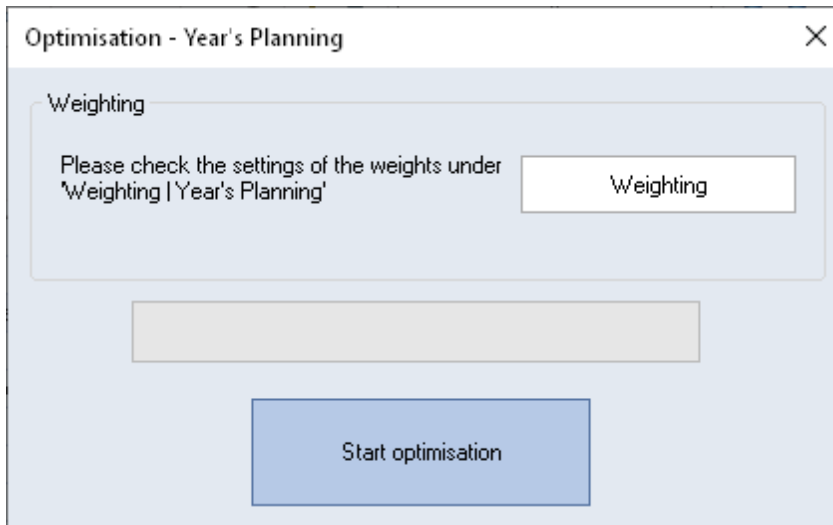 Optimisation - Year's Planning
Weighting
Please check the settings of the weights under
'Weighting | Year's Planning'
Weighting
Start optimisation